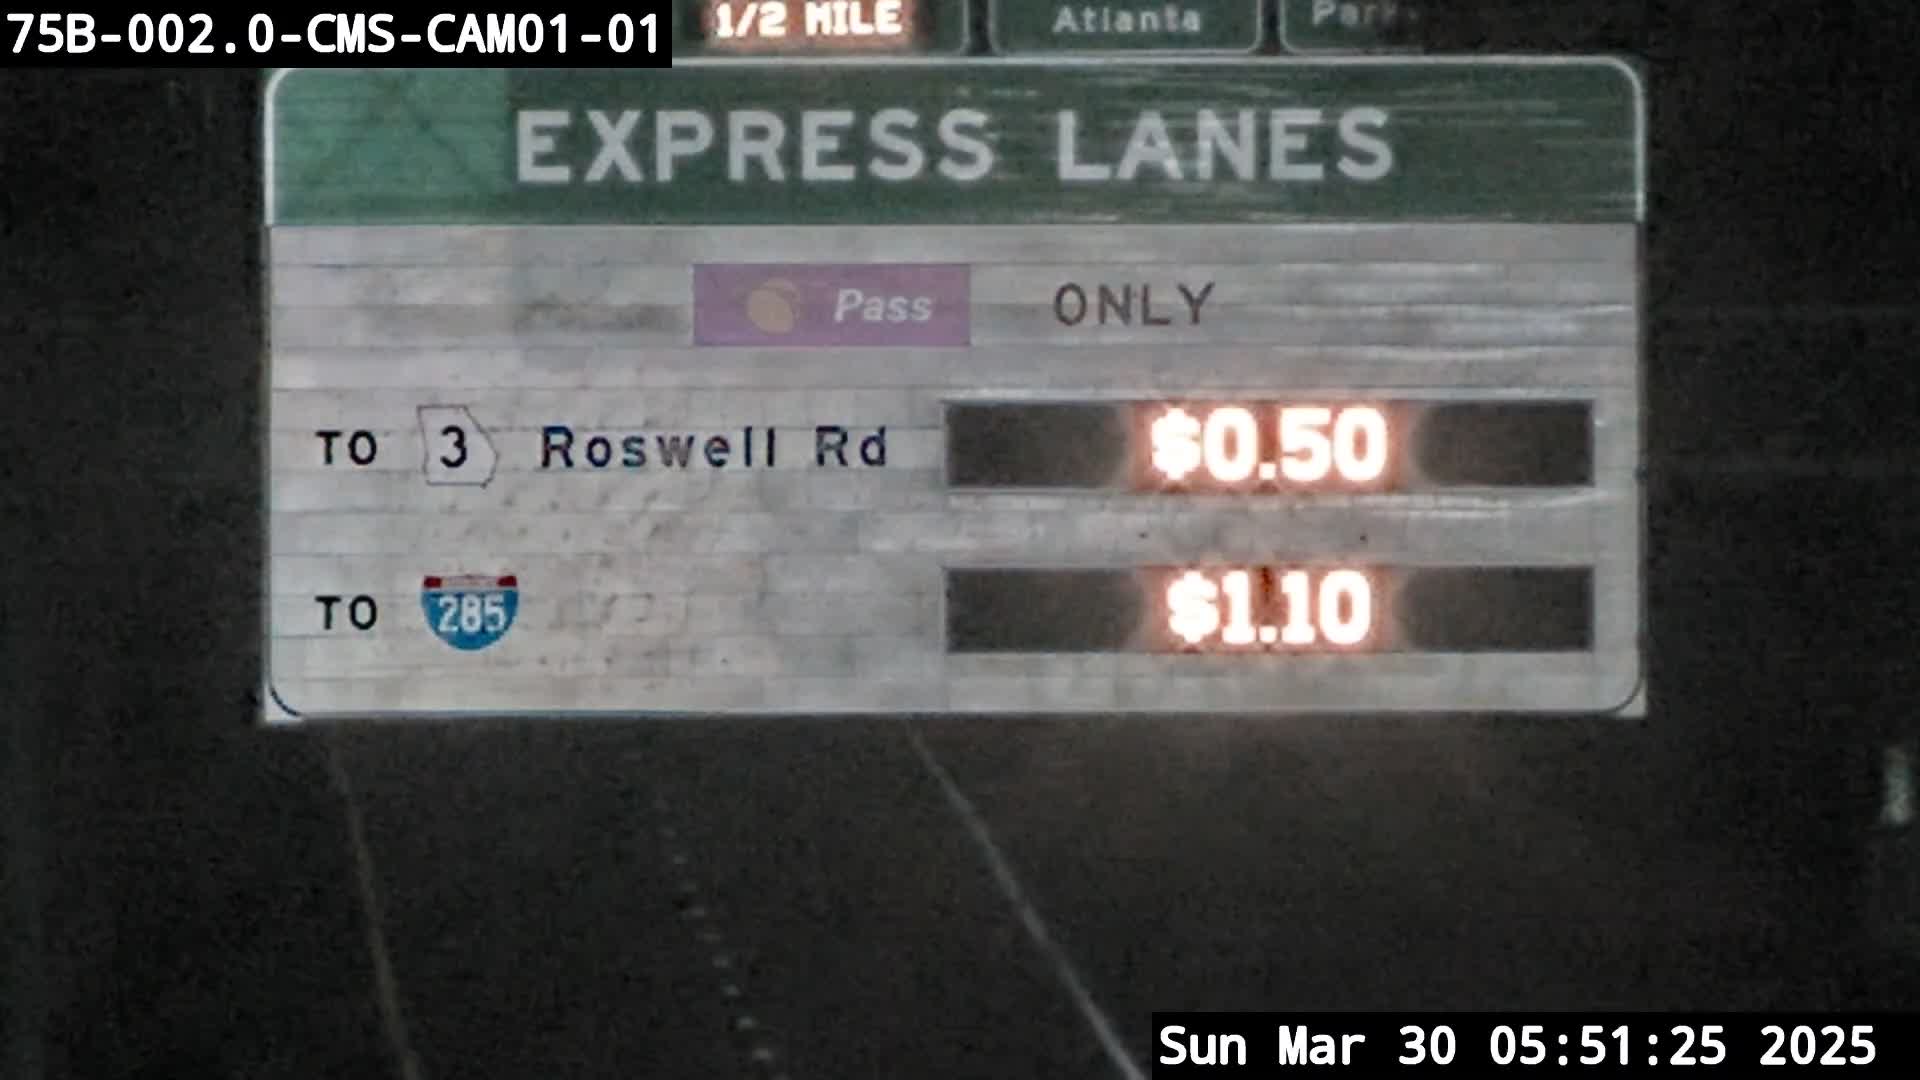 75B-002.0-CMS-CAM01-01
1/2 MILE
Atlanta
EXPRESS LANES
Pass ONLY
TO 3 Roswell Rd $0.50
TO 285 $1.10
Sun Mar 30 05:51:25 2025